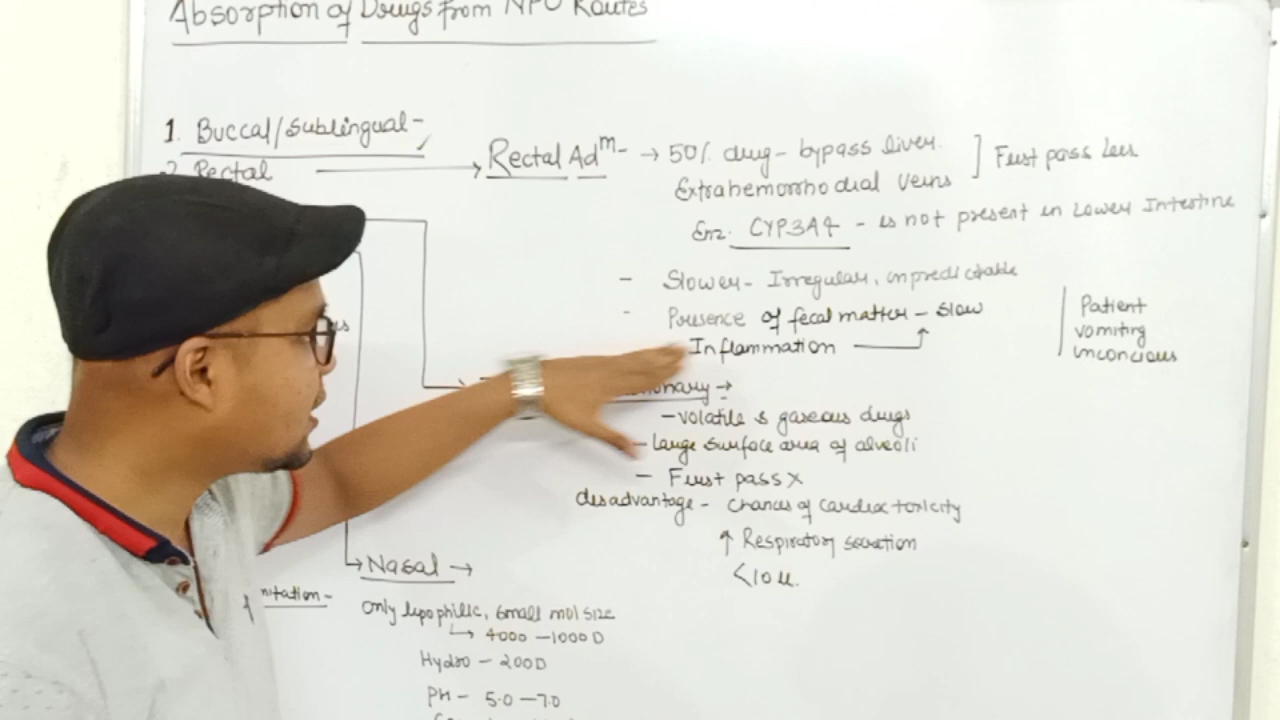 Absorption of Drugs from NPO Routes
1. Buccal/Sublingual-
2. Rectal
Rectal Adm- → 50% drug - bypass liver.
Extrahemorrhodial veins
] First pass less
Enz. CYP3A4 - is not present in Lower Intestine
- Slower - Irregular, unpredictable
- Presence of fecal matter - slow
Inflammation
Patient
vomiting
unconcious
→
- volatile & gaseous drugs
- large surface area of alveoli
- First pass X
disadvantage - chances of cardiac toxicity
↑ Respiratory secretion
<10 u.
Nasal →
only lipophilic, small mol size
↳ 4000 - 1000 D
Hydro - 200D
PH - 5.0 - 7.0